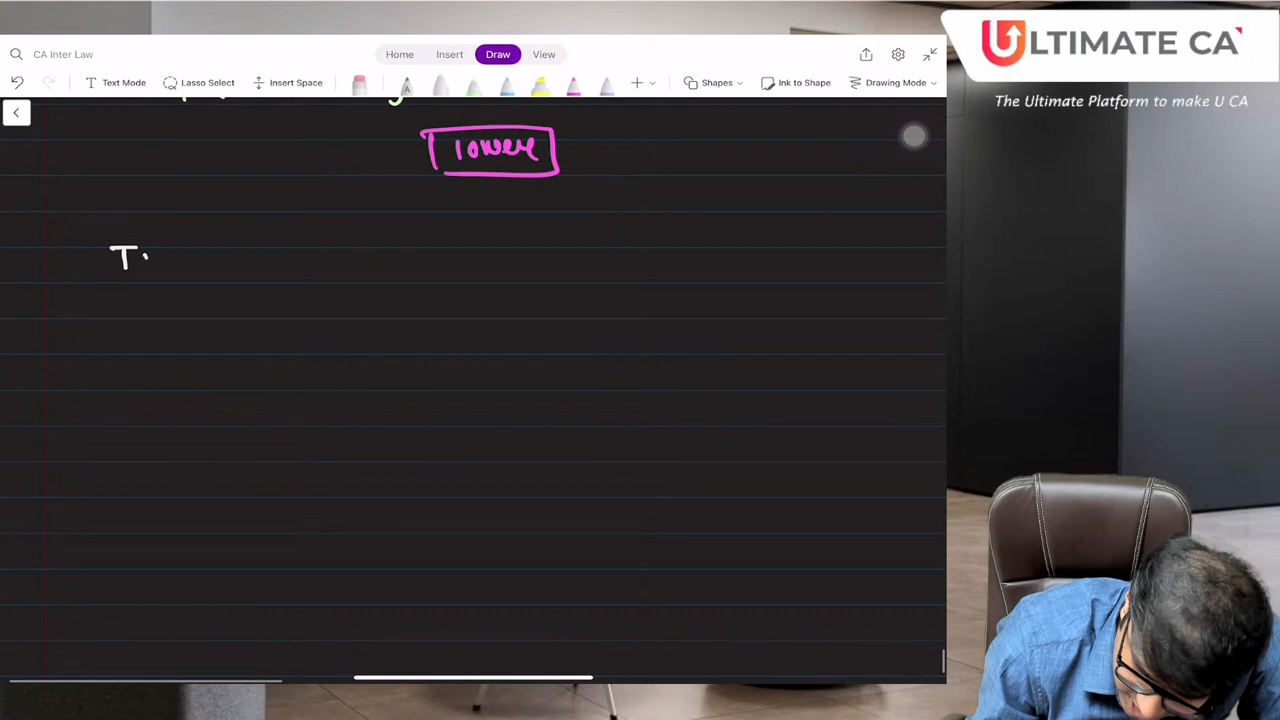 ULTIMATE CA
The Ultimate Platform to make U CA
CA Inter Law
Home Insert Draw View
Text Mode Lasso Select Insert Space Shapes Ink to Shape Drawing Mode
lower
T.